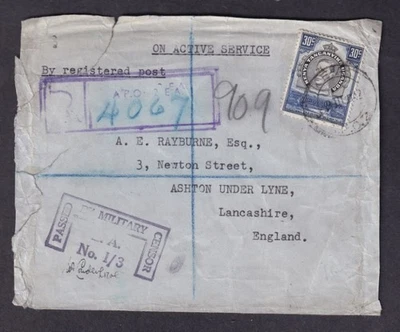 ON ACTIVE SERVICE
30c 30c
By registered post
R.
4067
909
A. E. RAYBURNE, Esq.,
3, Newton Street,
ASHTON UNDER LYNE,
Lancashire,
England.
PASSED
MILITARY
CENSOR
A.
No. 1/3